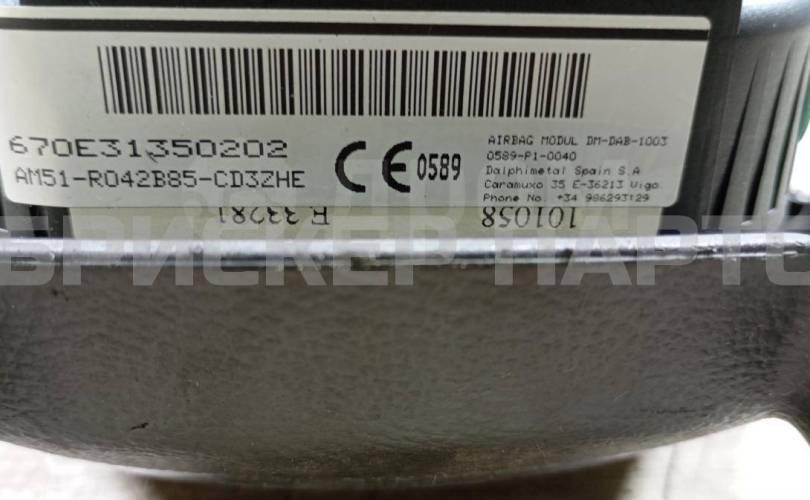 670E31350202
AM51-R042B85-CD3ZHE
CE 0589
AIRBAG MODUL DM-DAB-1003
0589-P1-0040
Dalphimetal Spain S.A
Caramuxo 35 E-36213 Vigo
Phone No. +34 986293129
101058
E 33281
БРИСКЕР ПАРТС